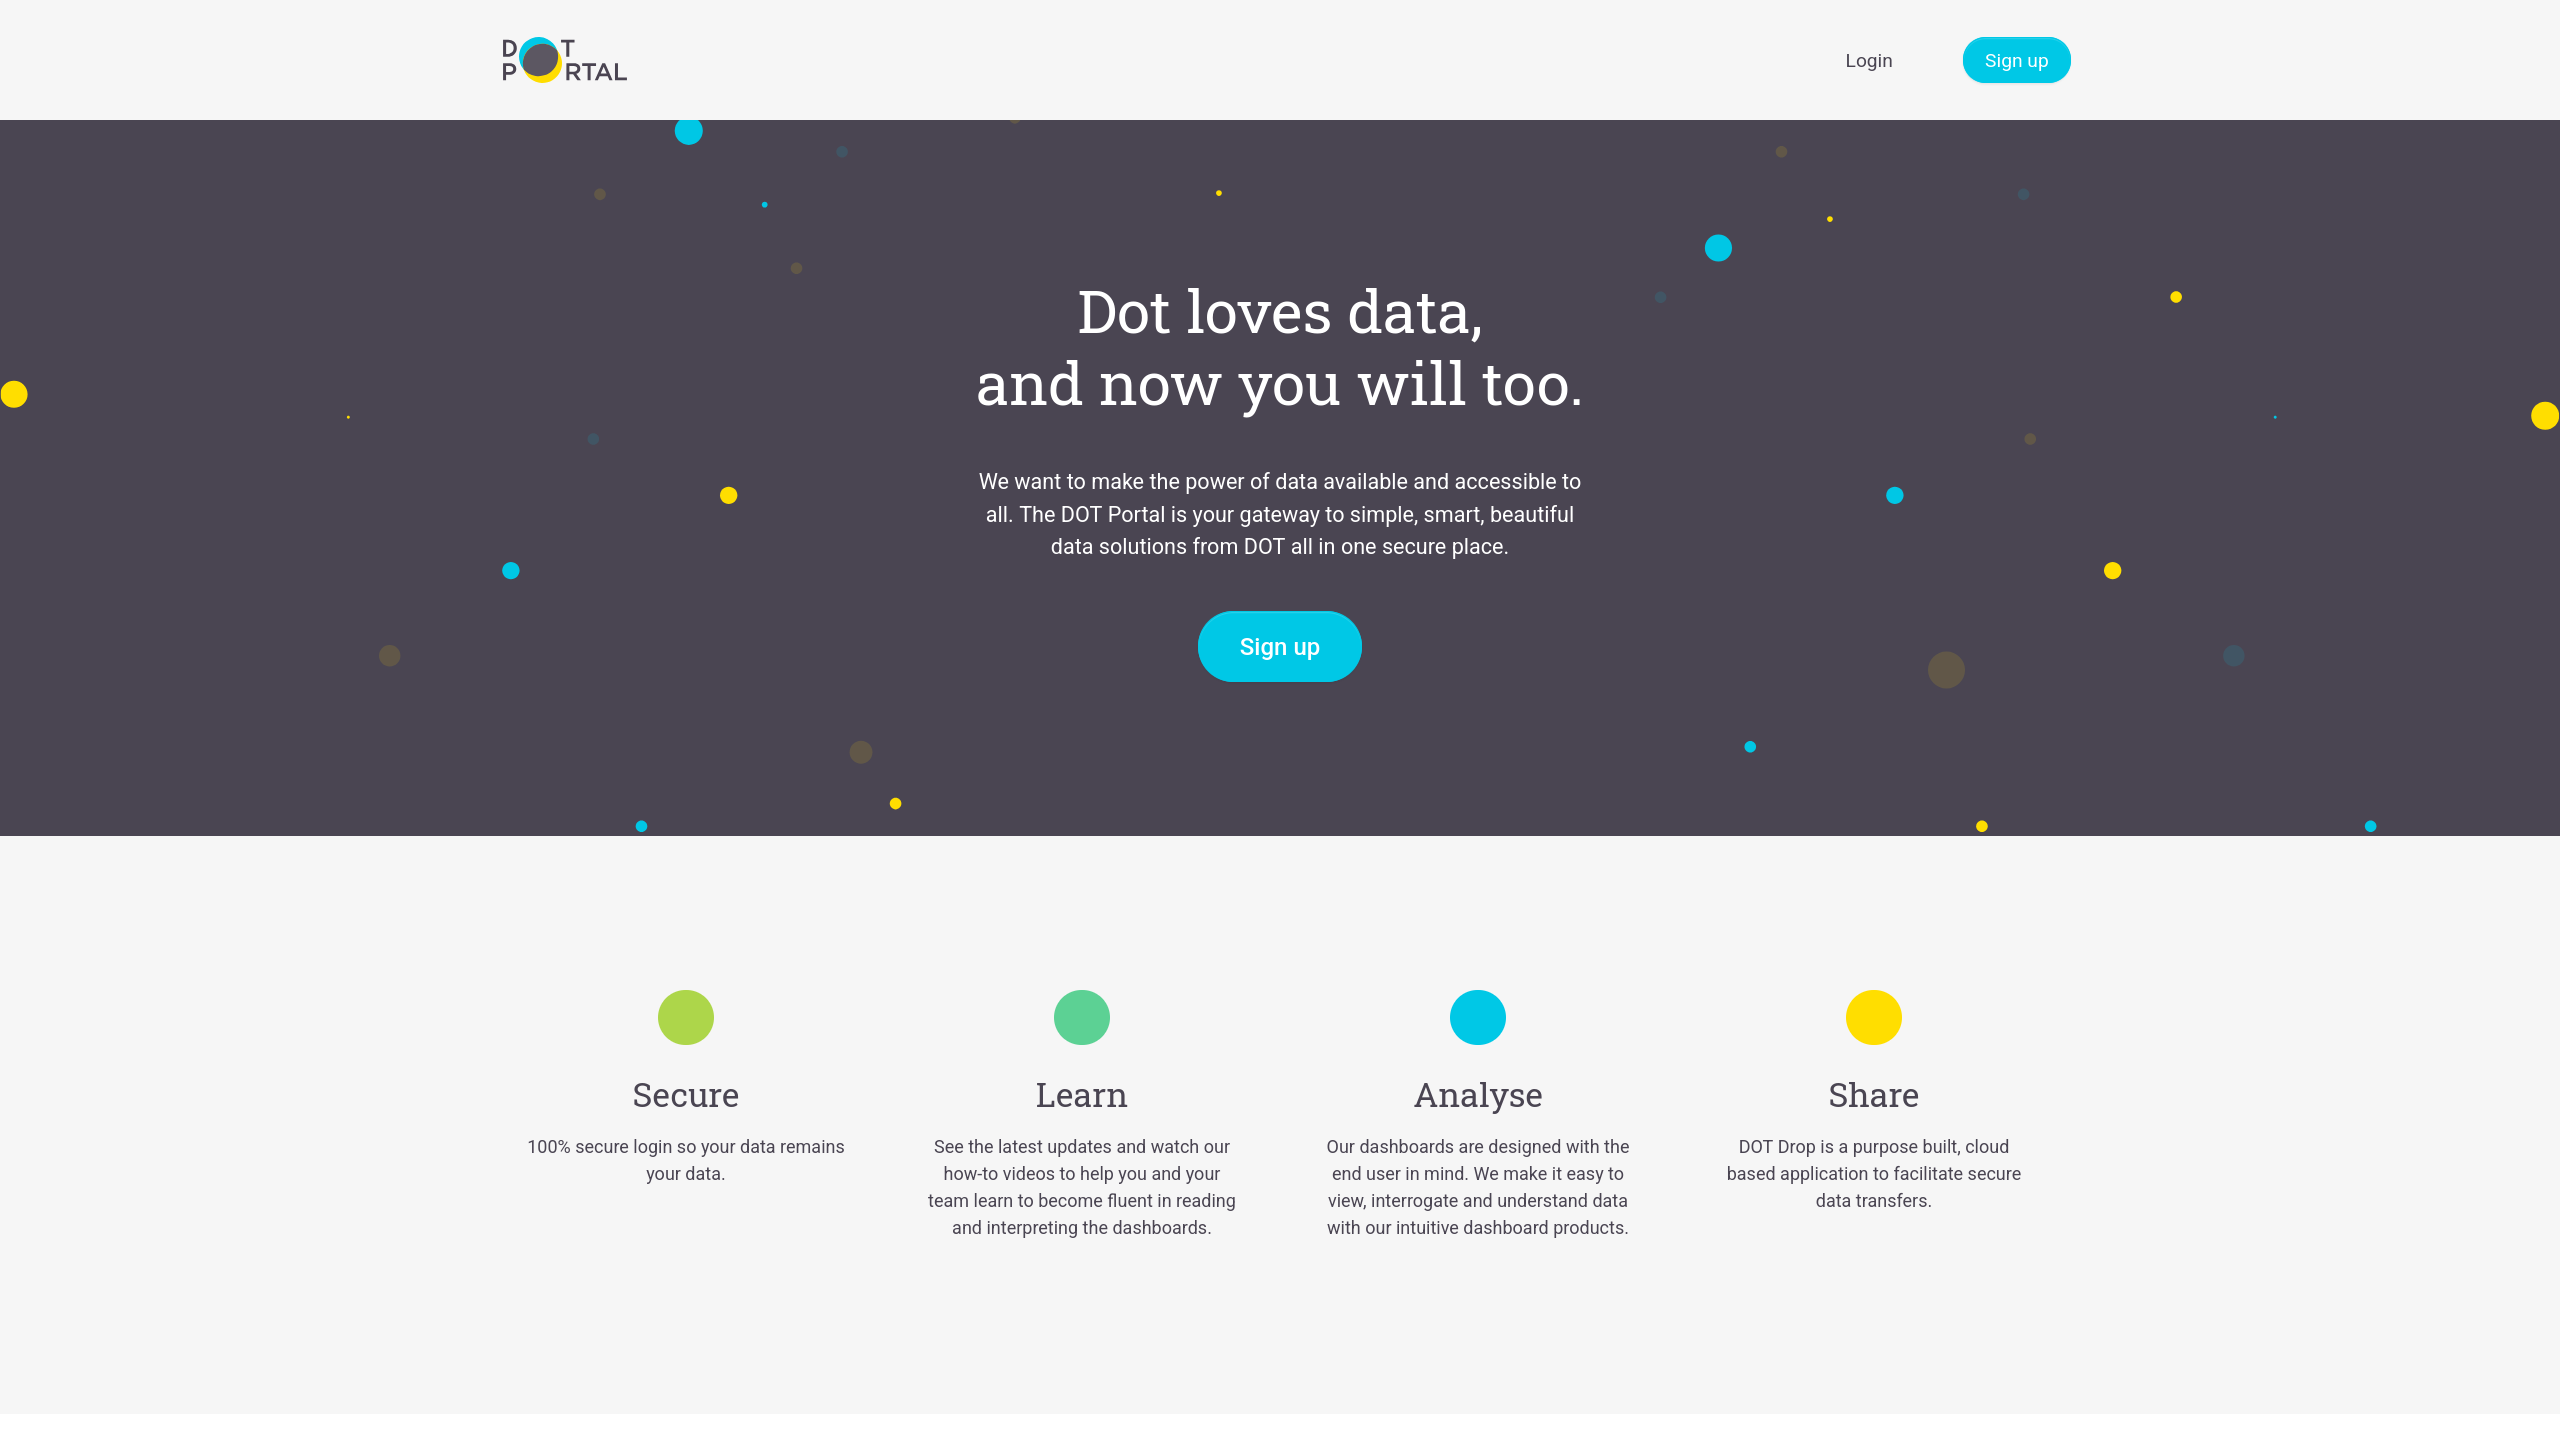 DOT
PORTAL
Login
Sign up
Dot loves data,
and now you will too.
We want to make the power of data available and accessible to
all. The DOT Portal is your gateway to simple, smart, beautiful
data solutions from DOT all in one secure place.
Sign up
Secure
100% secure login so your data remains
your data.
Learn
See the latest updates and watch our
how-to videos to help you and your
team learn to become fluent in reading
and interpreting the dashboards.
Analyse
Our dashboards are designed with the
end user in mind. We make it easy to
view, interrogate and understand data
with our intuitive dashboard products.
Share
DOT Drop is a purpose built, cloud
based application to facilitate secure
data transfers.